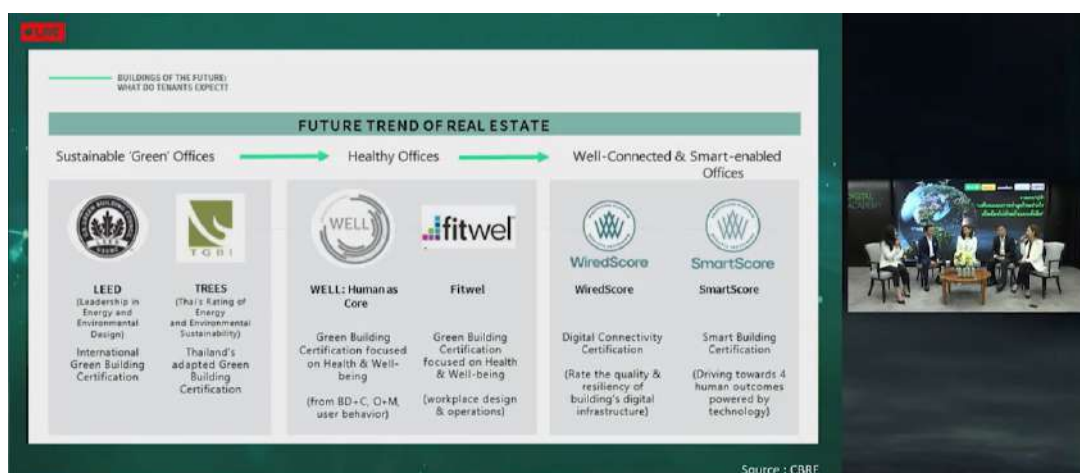 LIVE
BUILDINGS OF THE FUTURE:
WHAT DO TENANTS EXPECT?
FUTURE TREND OF REAL ESTATE
Sustainable 'Green' Offices
Healthy Offices
Well-Connected & Smart-enabled
Offices
LEED
TGBI
WELL
fitwel
WiredScore
SmartScore
LEED
(Leadership in
Energy and
Environmental
Design)
International
Green Building
Certification
TREES
(Thai's Rating of
Energy
and Environmental
Sustainability)
Thailand's
adapted Green
Building
Certification
WELL: Human as
Core
Green Building
Certification focused
on Health & Well-
being
(from BD+C, O+M,
user behavior)
Fitwel
Green Building
Certification
focused on Health
& Well-being
(workplace design
& operations)
WiredScore
Digital Connectivity
Certification
(Rate the quality &
resiliency of
building's digital
infrastructure)
SmartScore
Smart Building
Certification
(Driving towards 4
human outcomes
powered by
technology)
Source : CBRE